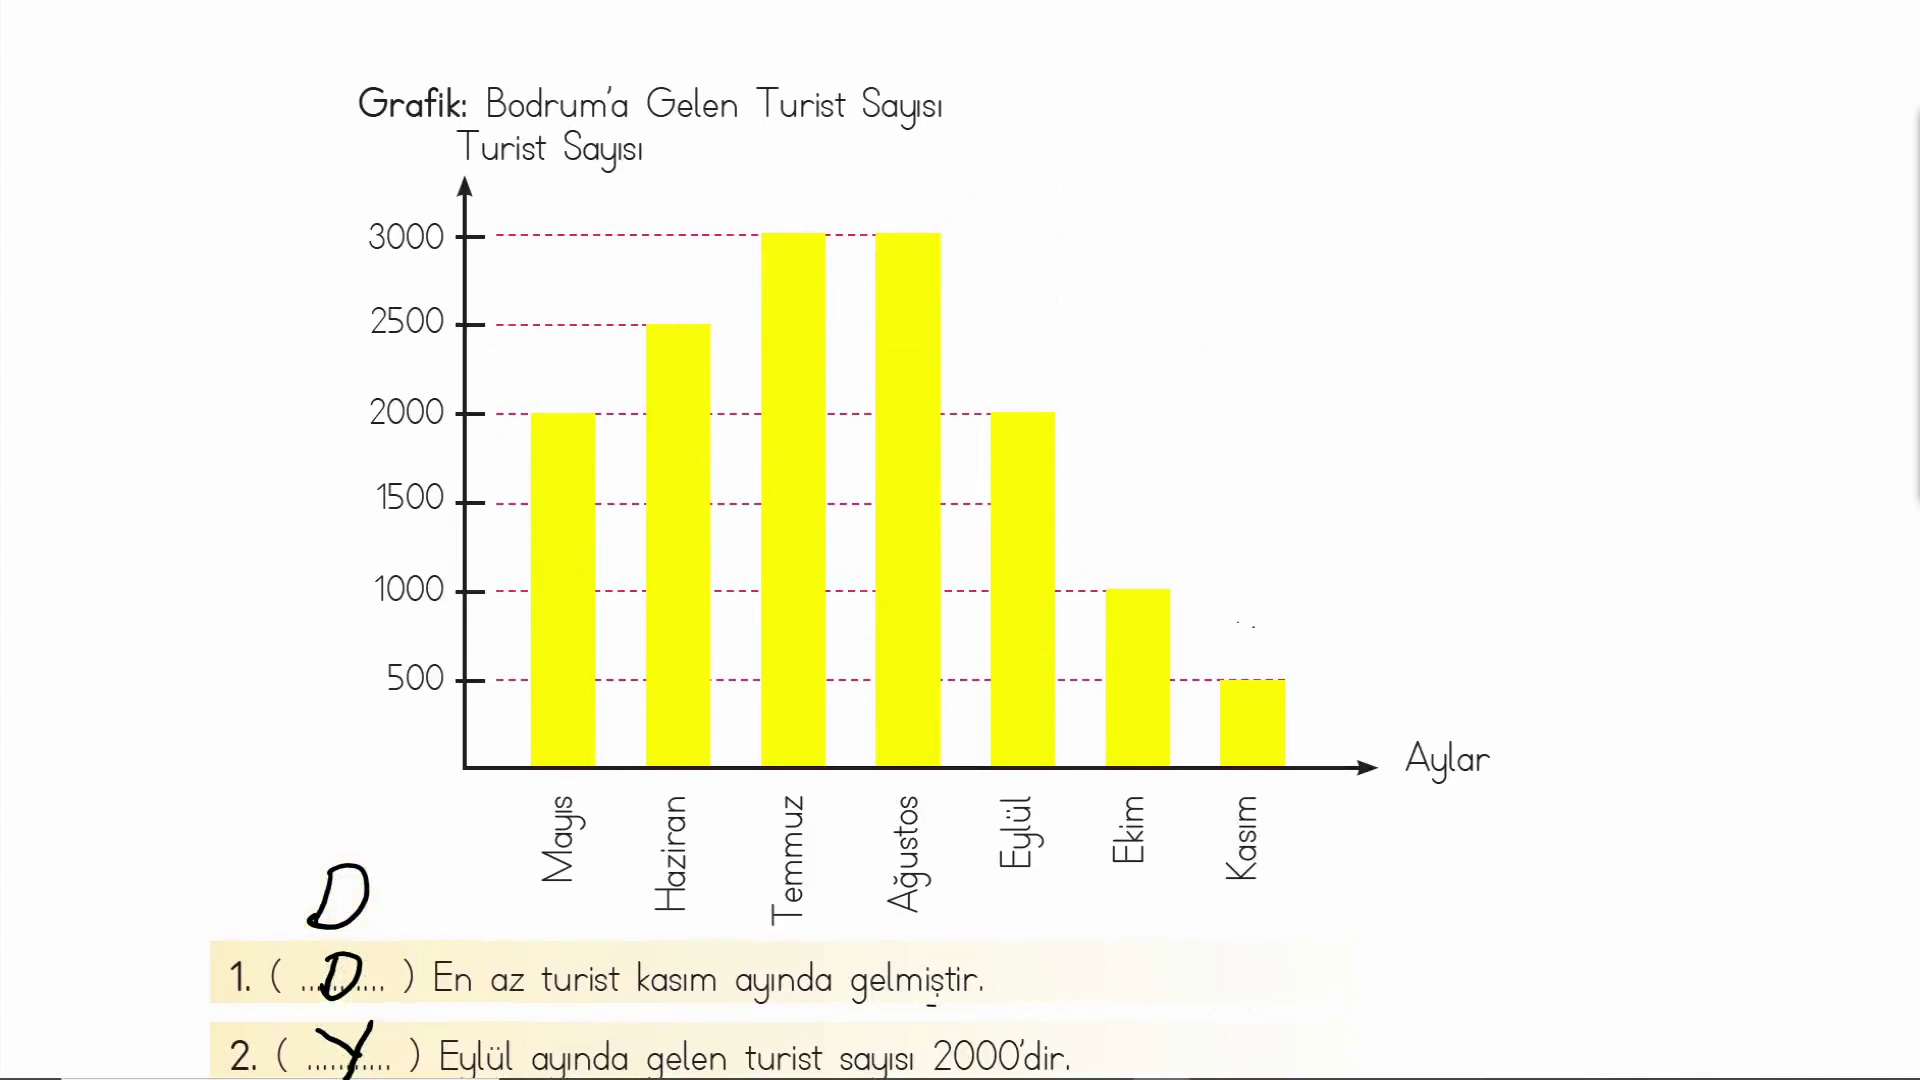 Grafik: Bodrum'a Gelen Turist Sayısı
Turist Sayısı
3000
2500
2000
1500
1000
500
Aylar
Mayıs
Haziran
Temmuz
Ağustos
Eylül
Ekim
Kasım
D
1. ( ....D.... ) En az turist kasım ayında gelmiştir.
2. ( ....Y.... ) Eylül ayında gelen turist sayısı 2000'dir.